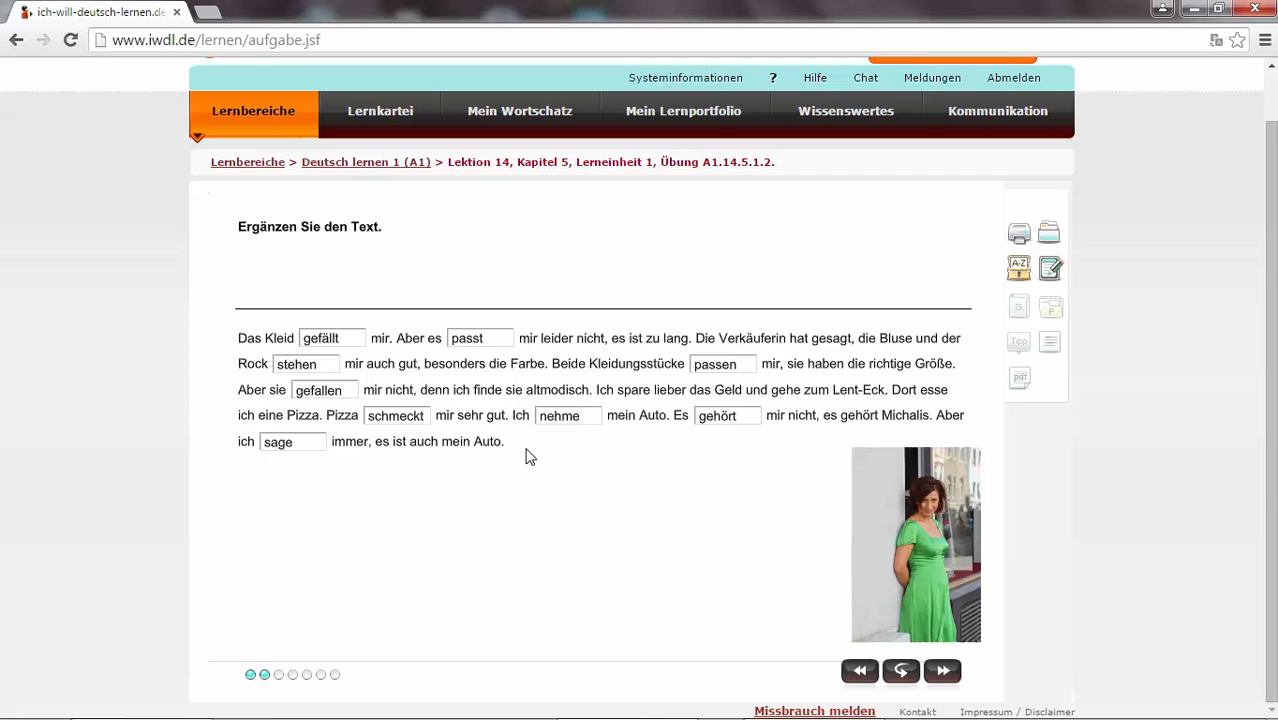 ich-will-deutsch-lernen.de
www.iwdl.de/lernen/aufgabe.jsf
Systeminformationen ? Hilfe Chat Meldungen Abmelden
Lernbereiche Lernkartei Mein Wortschatz Mein Lernportfolio Wissenswertes Kommunikation
Lernbereiche > Deutsch lernen 1 (A1) > Lektion 14, Kapitel 5, Lerneinheit 1, Übung A1.14.5.1.2.
Ergänzen Sie den Text.
Das Kleid gefällt mir. Aber es passt mir leider nicht, es ist zu lang. Die Verkäuferin hat gesagt, die Bluse und der
Rock stehen mir auch gut, besonders die Farbe. Beide Kleidungsstücke passen mir, sie haben die richtige Größe.
Aber sie gefallen mir nicht, denn ich finde sie altmodisch. Ich spare lieber das Geld und gehe zum Lent-Eck. Dort esse
ich eine Pizza. Pizza schmeckt mir sehr gut. Ich nehme mein Auto. Es gehört mir nicht, es gehört Michalis. Aber
ich sage immer, es ist auch mein Auto.
A-Z
G P
Tipp
pdf
Missbrauch melden Kontakt Impressum / Disclaimer